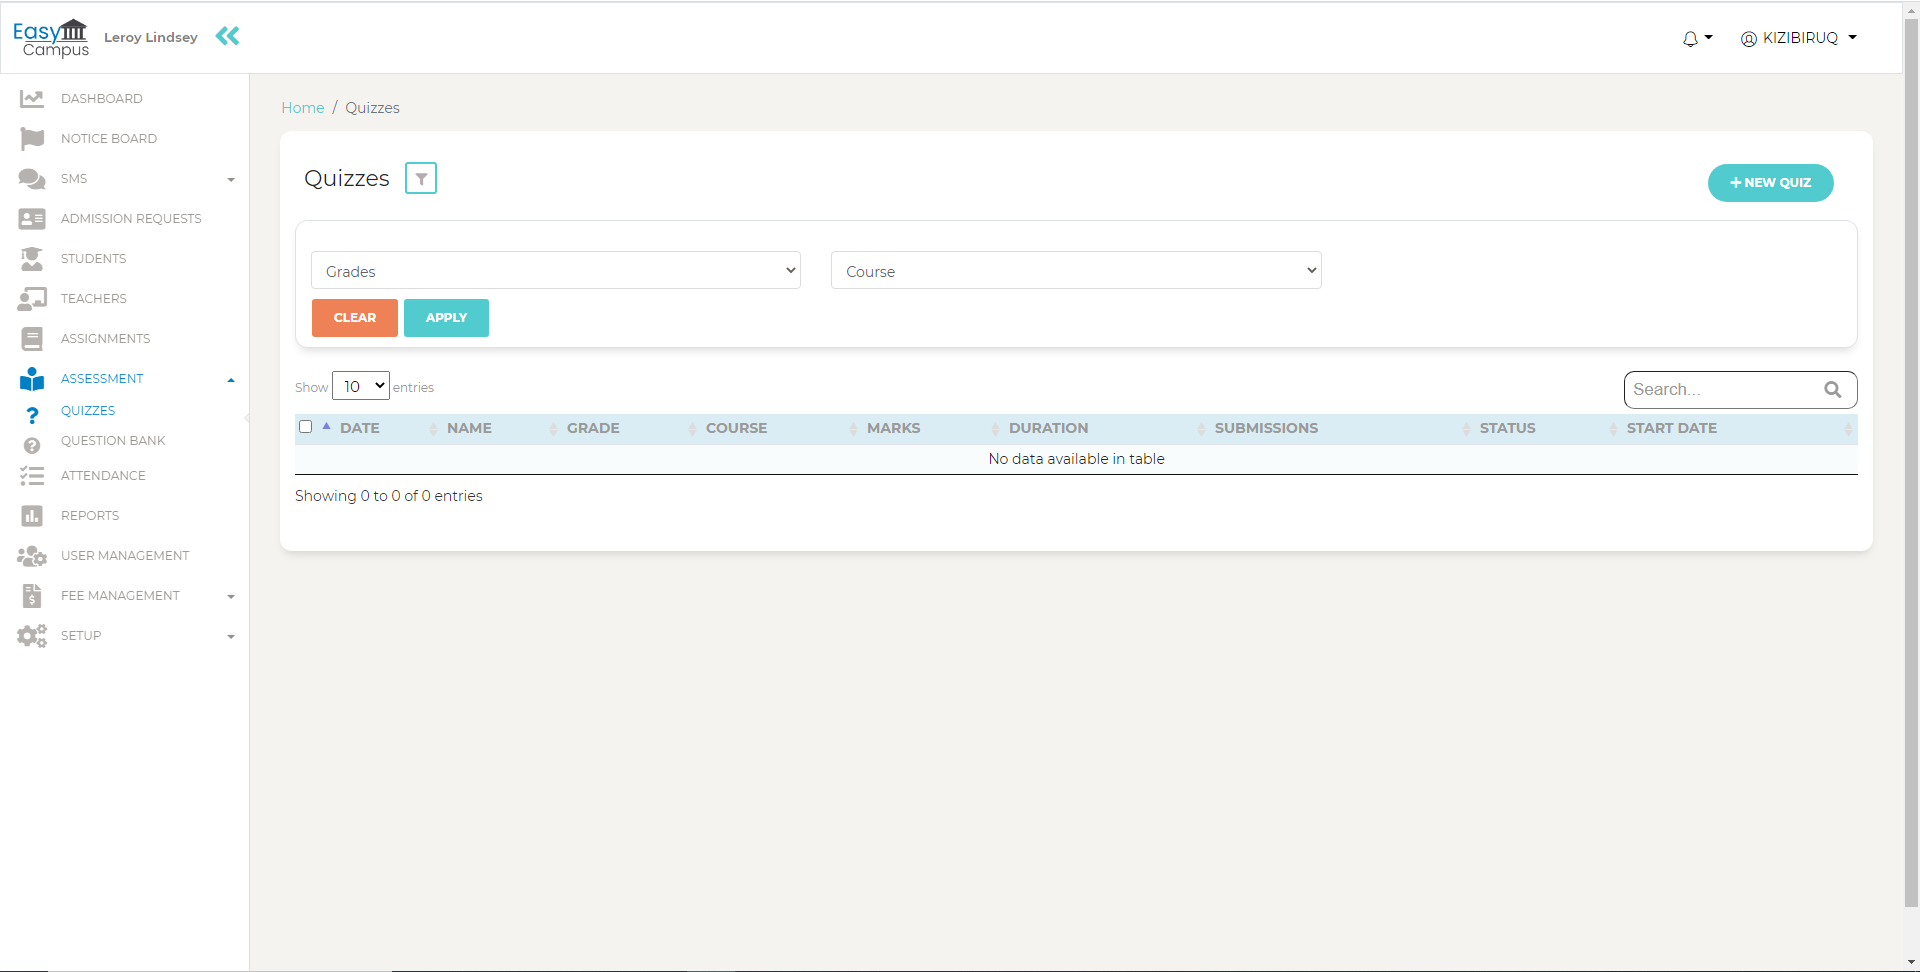 Easy Campus
Leroy Lindsey
KIZIBIRUQ
DASHBOARD
NOTICE BOARD
SMS
ADMISSION REQUESTS
STUDENTS
TEACHERS
ASSIGNMENTS
ASSESSMENT
QUIZZES
QUESTION BANK
ATTENDANCE
REPORTS
USER MANAGEMENT
FEE MANAGEMENT
SETUP
Home / Quizzes
Quizzes
+ NEW QUIZ
Grades
Course
CLEAR
APPLY
Show 10 entries
Search...
DATE NAME GRADE COURSE MARKS DURATION SUBMISSIONS STATUS START DATE
No data available in table
Showing 0 to 0 of 0 entries